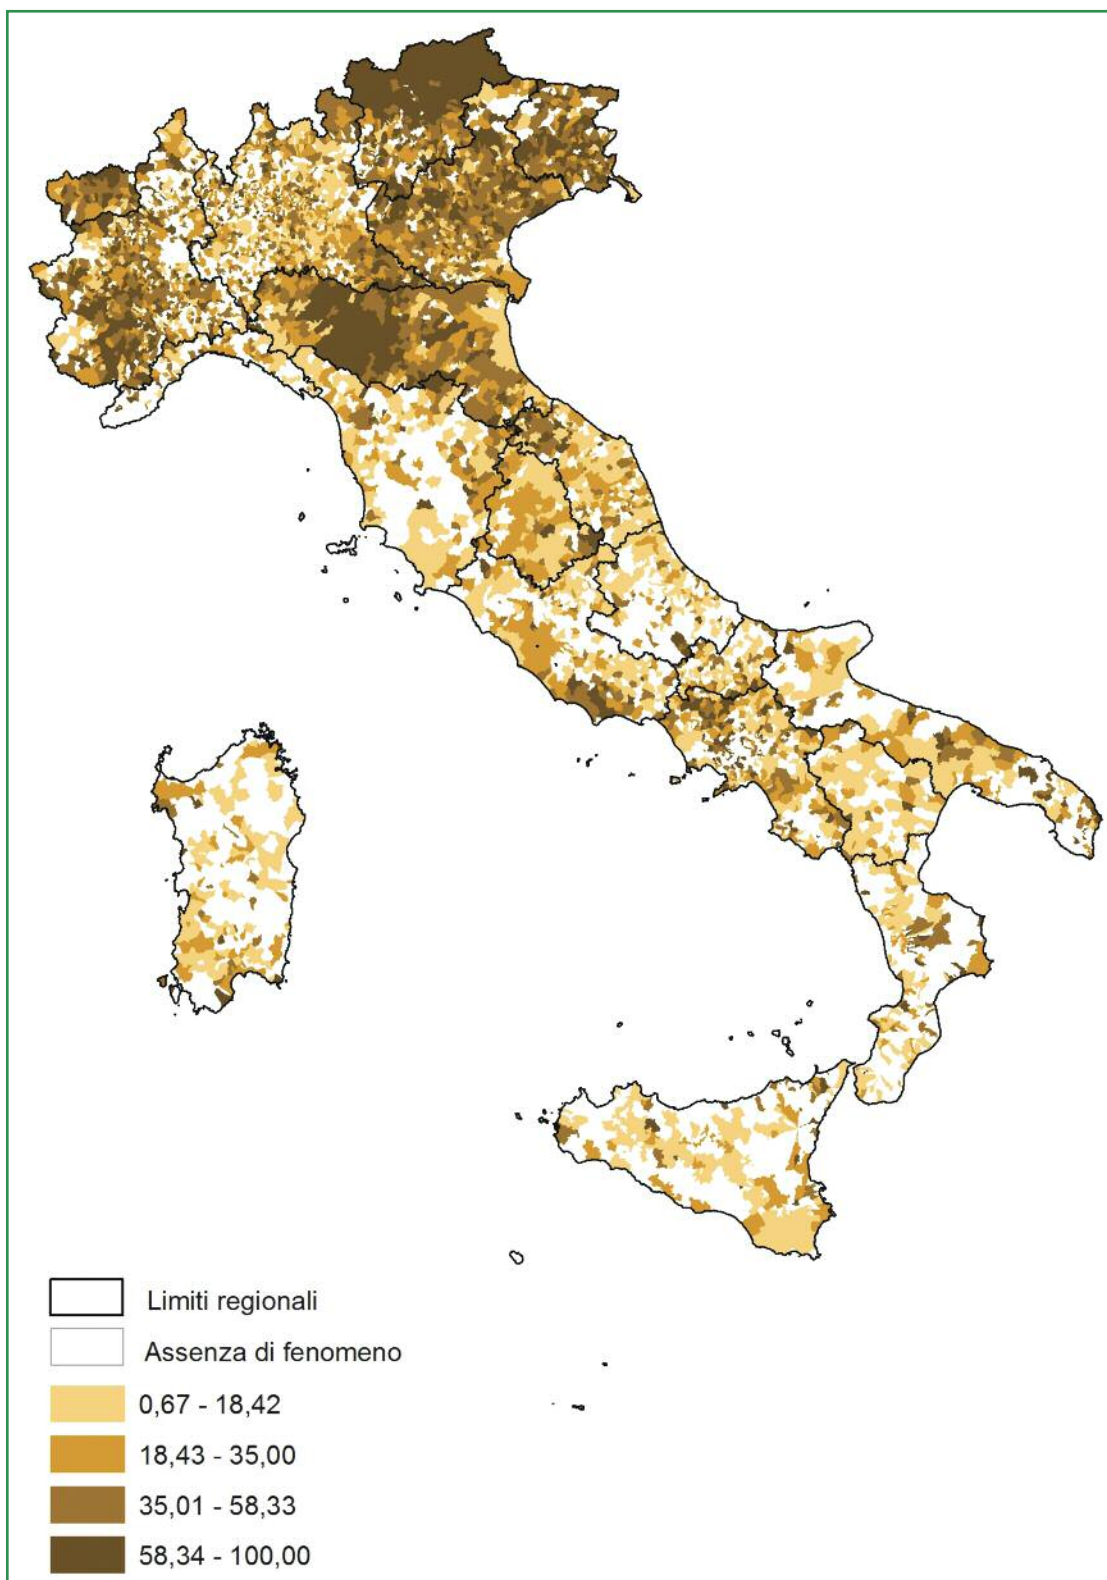 Limiti regionali
Assenza di fenomeno
0,67 - 18,42
18,43 - 35,00
35,01 - 58,33
58,34 - 100,00